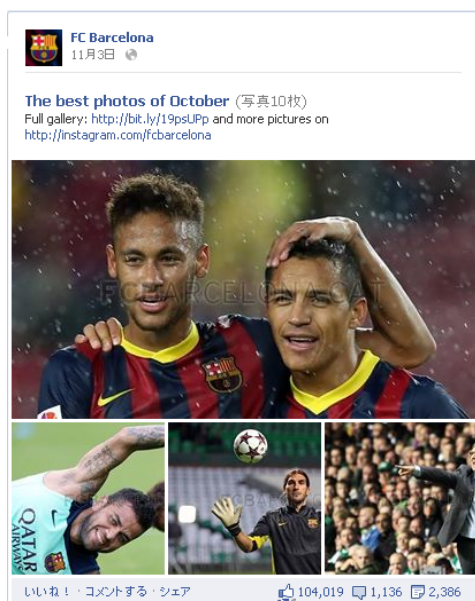 FC Barcelona
11月3日
The best photos of October (写真10枚)
Full gallery: http://bit.ly/19psUPp and more pictures on
http://instagram.com/fcbarcelona
FCBARCELONA.CAT
QATAR
AIRWAYS
いいね！ · コメントする · シェア
104,019 1,136 2,386